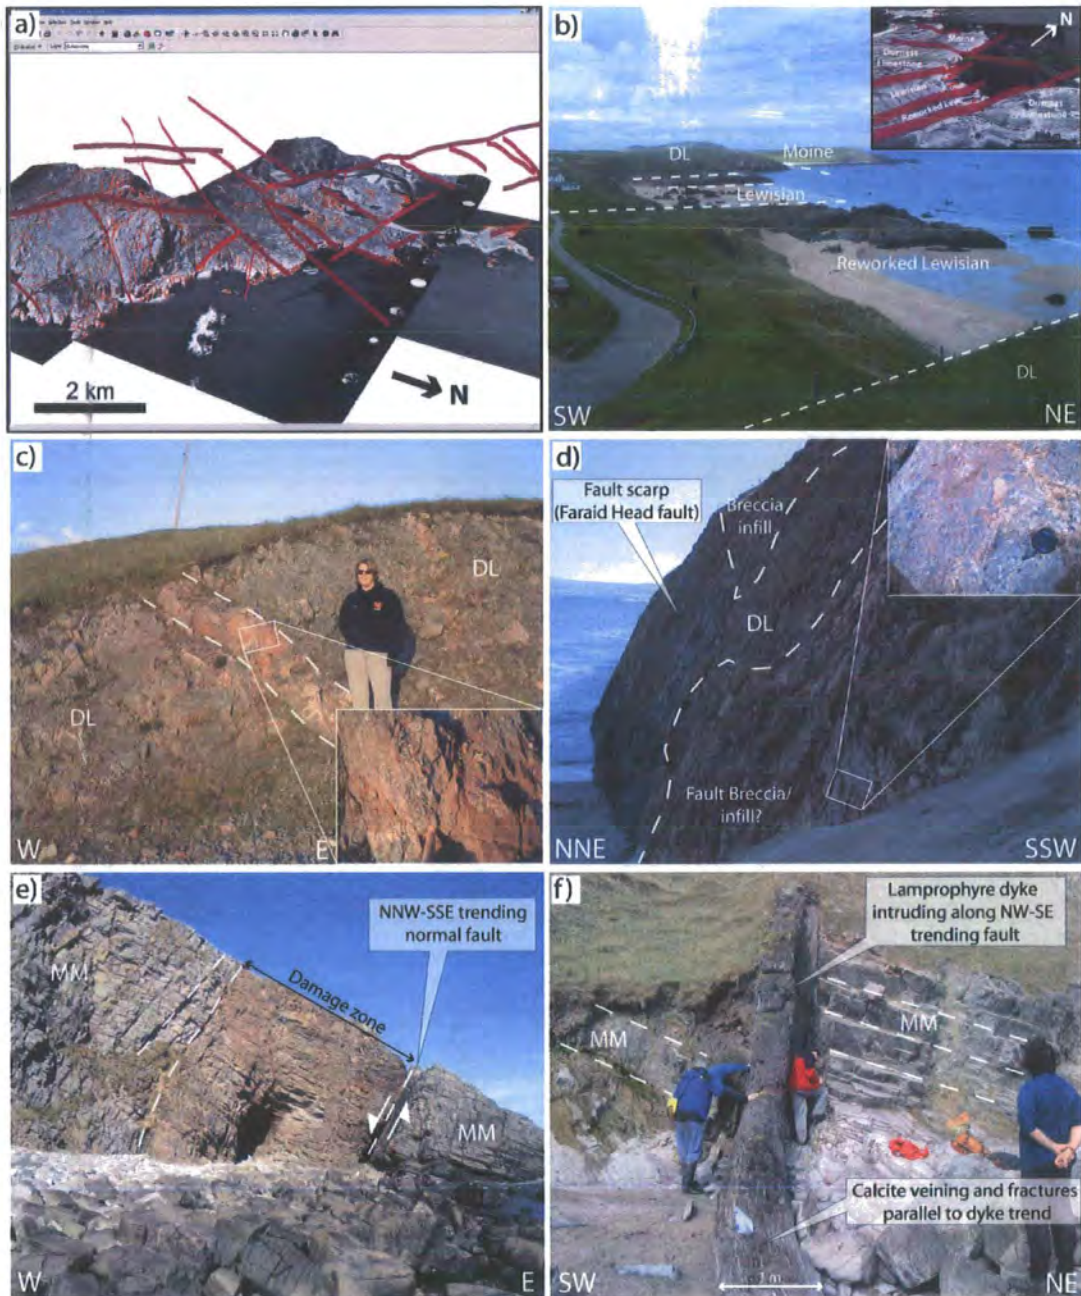 a)
2 km
N
b)
N
Moine
Lewisian
DL
Moine
Lewisian
Reworked Lewisian
DL
SW
NE
c)
DL
DL
W
E
d)
Fault scarp
(Faraid Head fault)
Breccia
infill
DL
Fault Breccia/
infill?
NNE
SSW
e)
NNW-SSE trending
normal fault
MM
Damage zone
MM
W
E
f)
Lamprophyre dyke
intruding along NW-SE
trending fault
MM
MM
Calcite veining and fractures
parallel to dyke trend
SW
NE